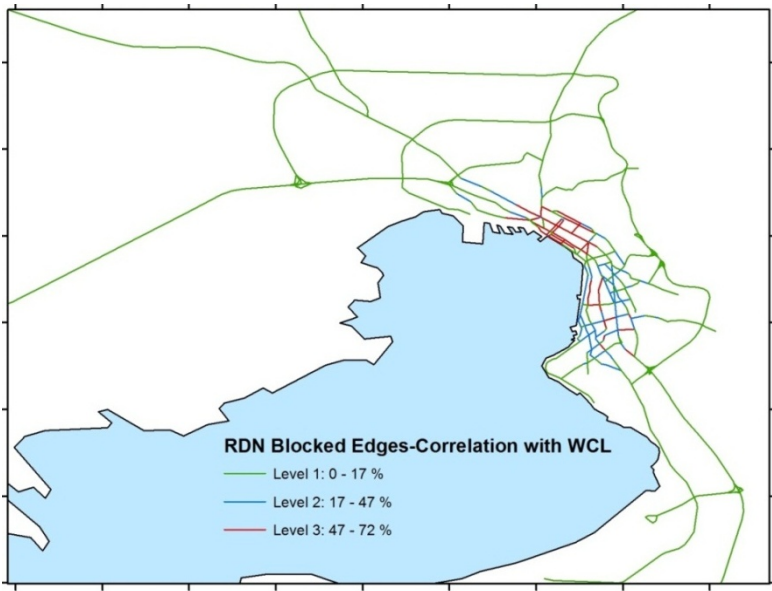 RDN Blocked Edges-Correlation with WCL
Level 1: 0 - 17 %
Level 2: 17 - 47 %
Level 3: 47 - 72 %